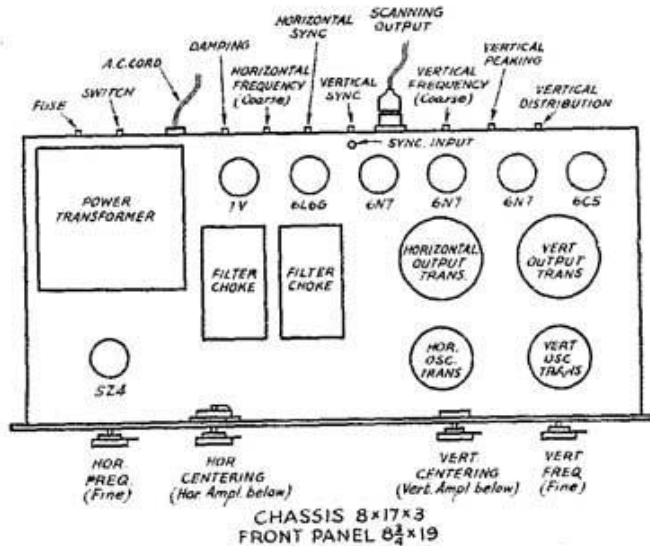 FUSE
SWITCH
A.C. CORD
DAMPING
HORIZONTAL
FREQUENCY
(Coarse)
HORIZONTAL
SYNC
VERTICAL
SYNC
SCANNING
OUTPUT
VERTICAL
FREQUENCY
(Coarse)
VERTICAL
PEAKING
VERTICAL
DISTRIBUTION
SYNC. INPUT
POWER
TRANSFORMER
1V
6L6G
6N7
6N7
6N7
6C5
FILTER
CHOKE
FILTER
CHOKE
HORIZONTAL
OUTPUT
TRANS.
VERT
OUTPUT
TRANS
5Z4
HOR.
OSC.
TRANS
VERT
OSC
TRANS
HOR
FREQ.
(Fine)
HOR
CENTERING
(Hor Ampl. below)
VERT.
CENTERING
(Vert. Ampl below)
VERT
FREQ
(Fine)
CHASSIS 8×17×3
FRONT PANEL 8¾×19